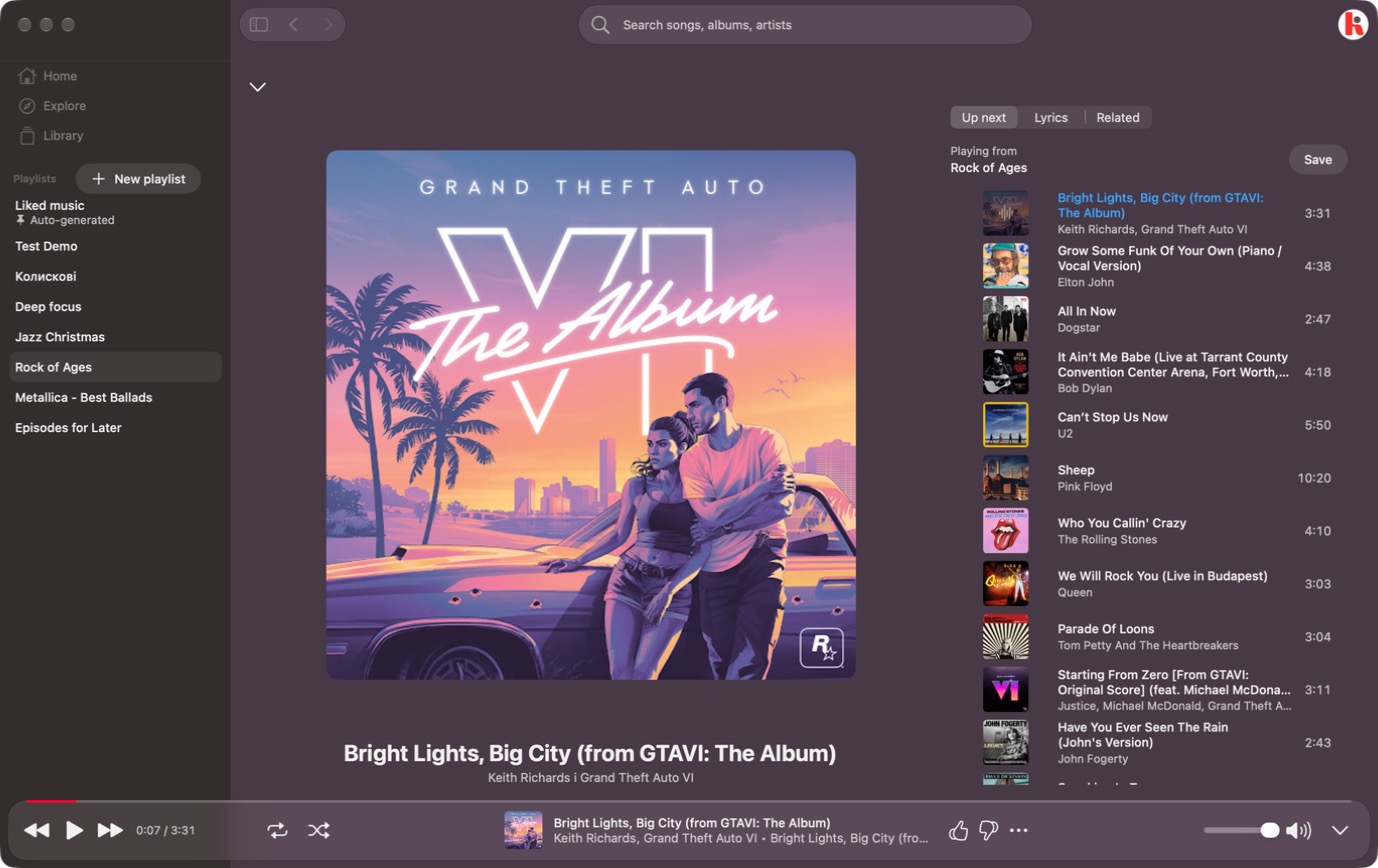 Search songs, albums, artists
Home
Explore
Library
Playlists
New playlist
Liked music
Auto-generated
Test Demo
Колискові
Deep focus
Jazz Christmas
Rock of Ages
Metallica - Best Ballads
Episodes for Later
GRAND THEFT AUTO
VI
The Album
R
Bright Lights, Big City (from GTAVI: The Album)
Keith Richards і Grand Theft Auto VI
Up next
Lyrics
Related
Playing from
Rock of Ages
Save
Bright Lights, Big City (from GTAVI:
The Album)
Keith Richards, Grand Theft Auto VI
3:31
Grow Some Funk Of Your Own (Piano /
Vocal Version)
Elton John
4:38
All In Now
Dogstar
2:47
It Ain't Me Babe (Live at Tarrant County
Convention Center Arena, Fort Worth,...
Bob Dylan
4:18
Can't Stop Us Now
U2
5:50
Sheep
Pink Floyd
10:20
Who You Callin' Crazy
The Rolling Stones
4:10
We Will Rock You (Live in Budapest)
Queen
3:03
Parade Of Loons
Tom Petty And The Heartbreakers
3:04
VI
Starting From Zero [From GTAVI:
Original Score] (feat. Michael McDona...
Justice, Michael McDonald, Grand Theft A...
3:11
JOHN FOGERTY
LEGACY
Have You Ever Seen The Rain
(John's Version)
John Fogerty
2:43
BRUCE DICKINSON
0:07 / 3:31
Bright Lights, Big City (from GTAVI: The Album)
Keith Richards, Grand Theft Auto VI • Bright Lights, Big City (fro...